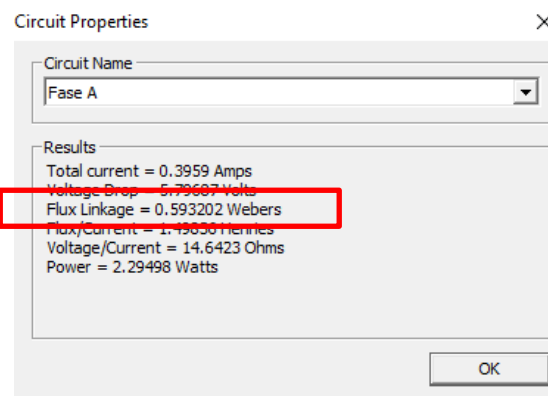 Circuit Properties
Circuit Name
Fase A
Results
Total current = 0.3959 Amps
Voltage Drop = 5.79687 Volts
Flux Linkage = 0.593202 Webers
Flux/Current = 1.49836 Henries
Voltage/Current = 14.6423 Ohms
Power = 2.29498 Watts
OK